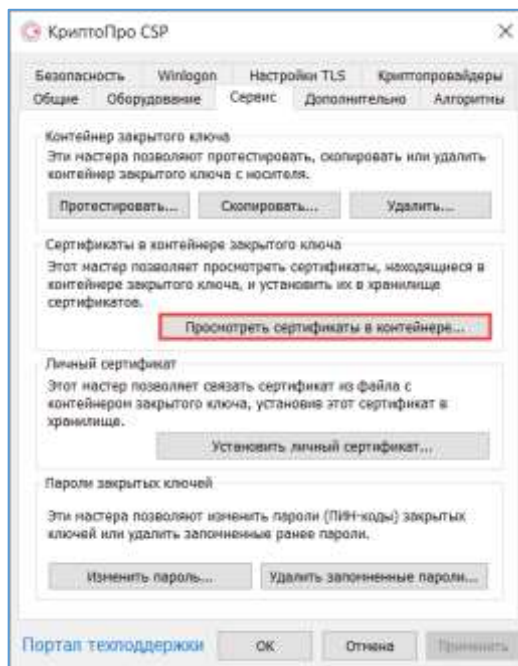 КриптоПро CSP
Безопасность Winlogon Настройки TLS Криптопровайдеры
Общие Оборудование Сервис Дополнительно Алгоритмы
Контейнер закрытого ключа
Эти мастера позволяют протестировать, скопировать или удалить
контейнер закрытого ключа с носителя.
Протестировать... Скопировать... Удалить...
Сертификаты в контейнере закрытого ключа
Этот мастер позволяет просмотреть сертификаты, находящиеся в
контейнере закрытого ключа, и установить их в хранилище
сертификатов.
Просмотреть сертификаты в контейнере...
Личный сертификат
Этот мастер позволяет связать сертификат из файла с
контейнером закрытого ключа, установив этот сертификат в
хранилище.
Установить личный сертификат...
Пароли закрытых ключей
Эти мастера позволяют изменить пароли (ПИН-коды) закрытых
ключей или удалить запомненные ранее пароли.
Изменить пароль... Удалить запомненные пароли...
Портал техподдержки ОК Отмена Применить